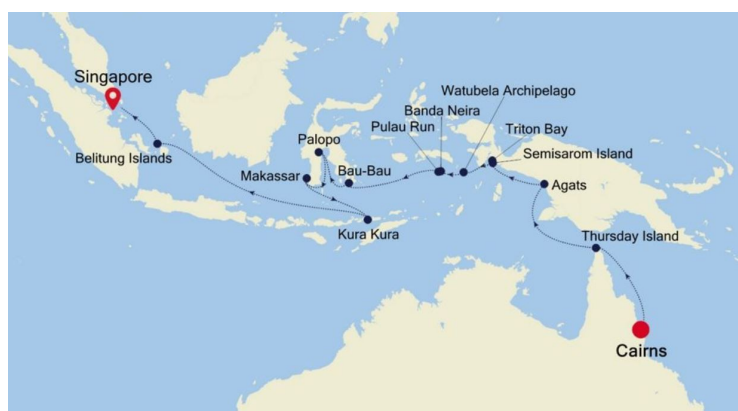 Singapore
Watubela Archipelago
Banda Neira
Pulau Run
Triton Bay
Palopo
Semisarom Island
Belitung Islands
Makassar
Bau-Bau
Agats
Kura Kura
Thursday Island
Cairns